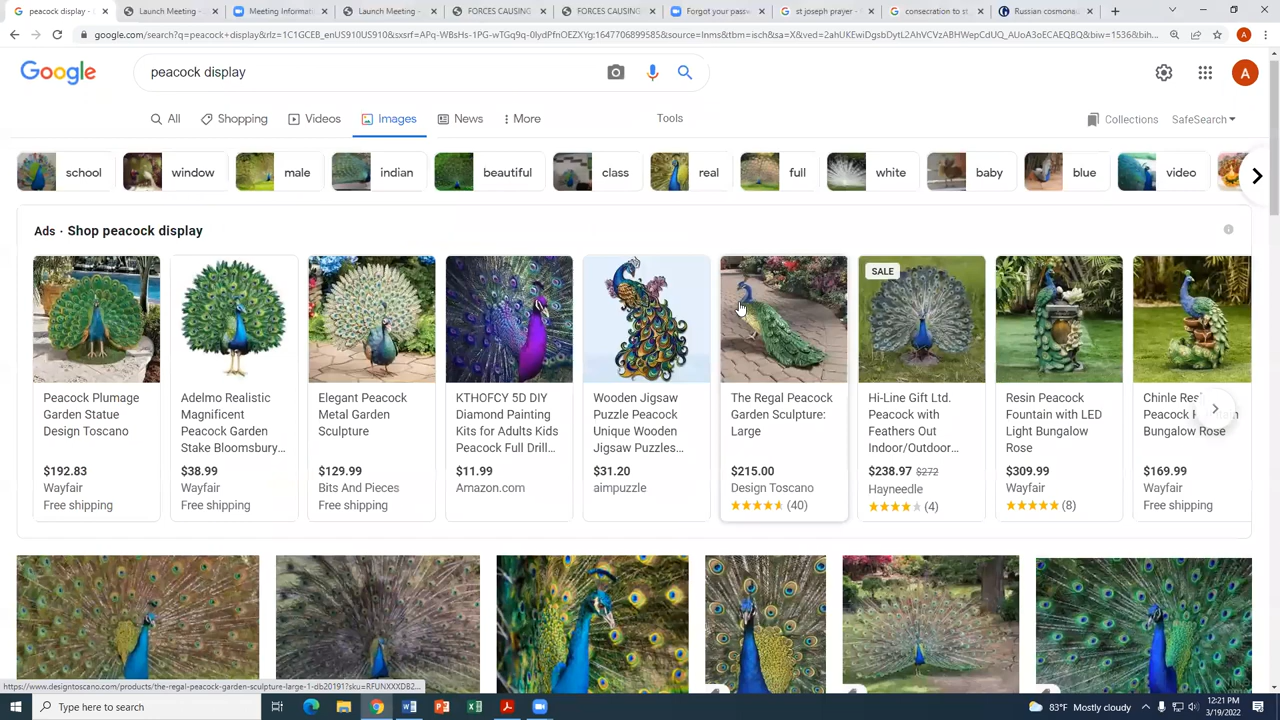 peacock display -
Launch Meeting -
Meeting Informati
Launch Meeting -
FORCES CAUSING
FORCES CAUSING
Forgot your passw
st joseph prayer -
consecration to st
Russian cosmonau
google.com/search?q=peacock+display&rlz=1C1GCEB_enUS910US910&sxsrf=
Google
peacock display
A
All
Shopping
Videos
Images
News
More
Tools
Collections
SafeSearch
school
window
male
indian
beautiful
class
real
full
white
baby
blue
video
Ads · Shop peacock display
SALE
Peacock Plumage
Garden Statue
Design Toscano
$192.83
Wayfair
Free shipping
Adelmo Realistic
Magnificent
Peacock Garden
Stake Bloomsbury...
$38.99
Wayfair
Free shipping
Elegant Peacock
Metal Garden
Sculpture
$129.99
Bits And Pieces
Free shipping
KTHOFCY 5D DIY
Diamond Painting
Kits for Adults Kids
Peacock Full Drill...
$11.99
Amazon.com
Wooden Jigsaw
Puzzle Peacock
Unique Wooden
Jigsaw Puzzles...
$31.20
aimpuzzle
The Regal Peacock
Garden Sculpture:
Large
$215.00
Design Toscano
(40)
Hi-Line Gift Ltd.
Peacock with
Feathers Out
Indoor/Outdoor...
$238.97 $272
Hayneedle
(4)
Resin Peacock
Fountain with LED
Light Bungalow
Rose
$309.99
Wayfair
(8)
Chinle Res
Peacock
Bungalow Rose
$169.99
Wayfair
Free shipping
https://www.designtoscano.com/products/the-regal-peacock-garden-sculpture-large-1-db20191?sku=RFUNXXXDB2...
Type here to search
83°F Mostly cloudy
12:21 PM
3/19/2022